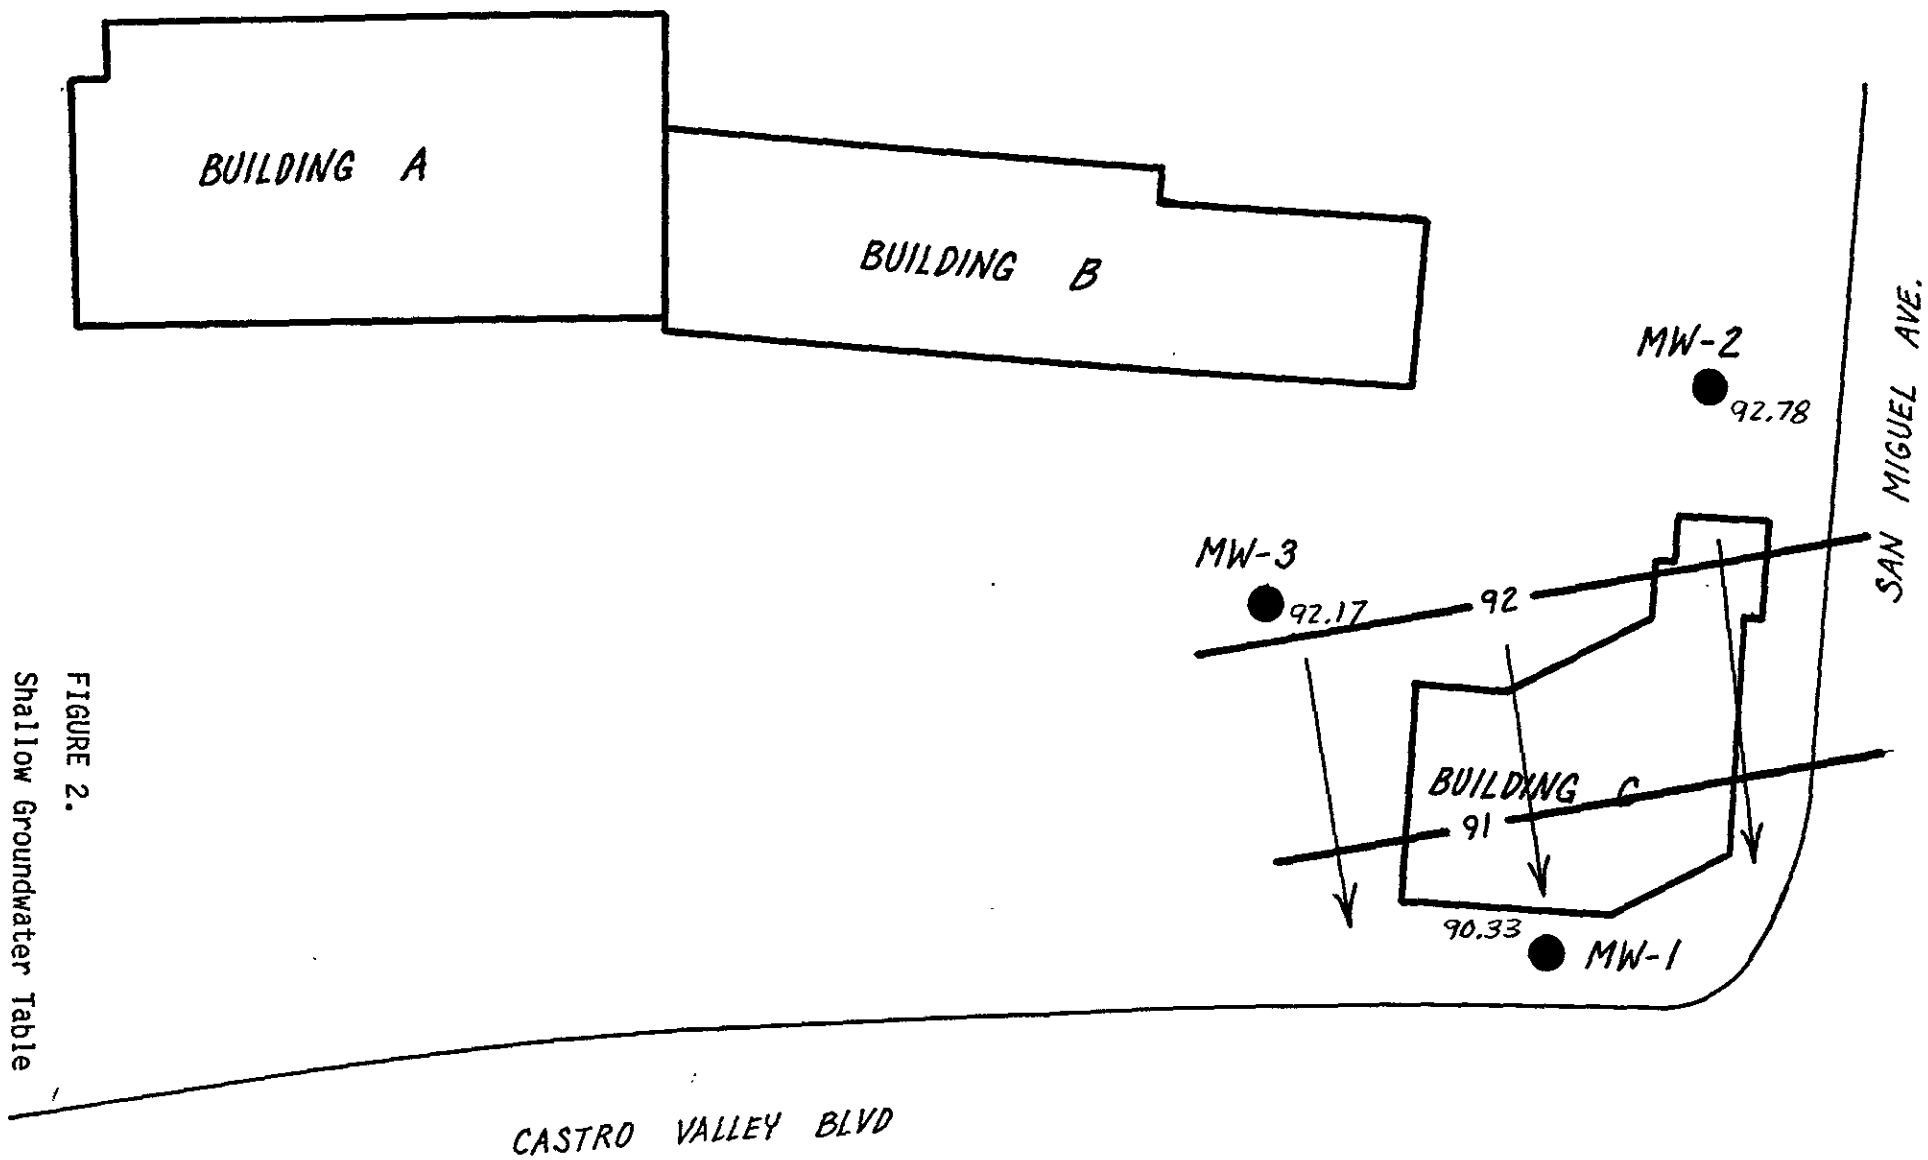 BUILDING A
BUILDING B
MW-2
92.78
SAN MIGUEL AVE.
MW-3
92.17
92
BUILDING C
91
90.33
MW-1
CASTRO VALLEY BLVD
FIGURE 2.
Shallow Groundwater Table